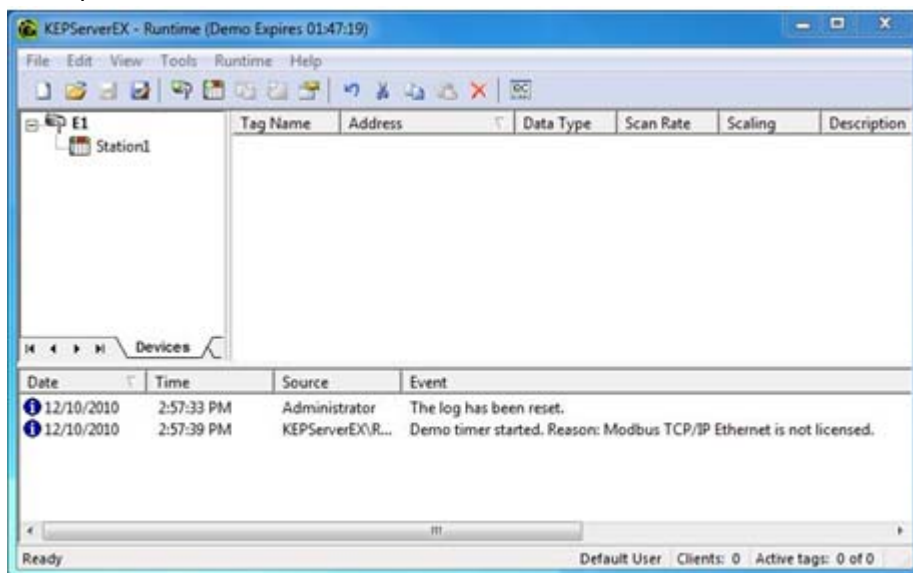 KEPServerEX - Runtime (Demo Expires 01:47:19)
File Edit View Tools Runtime Help
E1
Station1
Tag Name Address Data Type Scan Rate Scaling Description
Devices
Date Time Source Event
12/10/2010 2:57:33 PM Administrator The log has been reset.
12/10/2010 2:57:39 PM KEPServerEX\R... Demo timer started. Reason: Modbus TCP/IP Ethernet is not licensed.
Ready Default User Clients: 0 Active tags: 0 of 0